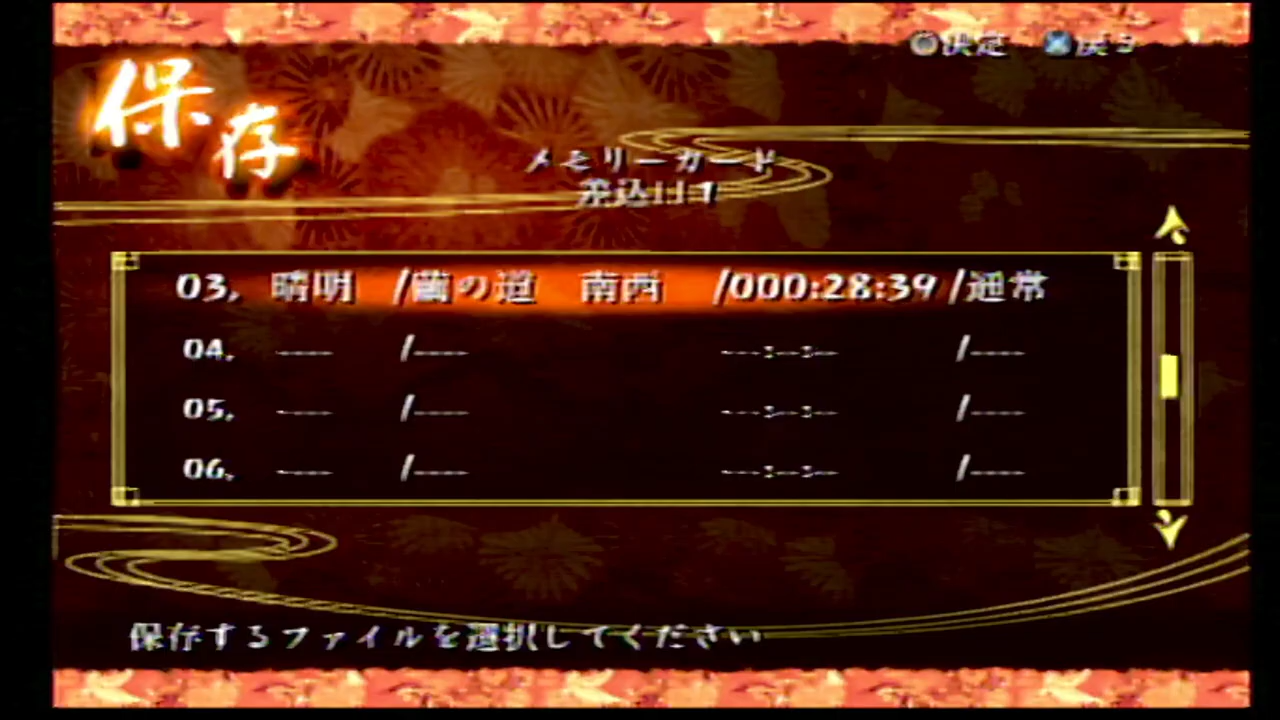 決定 戻る
保存
メモリーカード
差込口1
03. 晴明 /繭の道 南西 /000:28:39 /通常
04. ---- /---- ---:--:-- /----
05. ---- /---- ---:--:-- /----
06. ---- /---- ---:--:-- /----
保存するファイルを選択してください